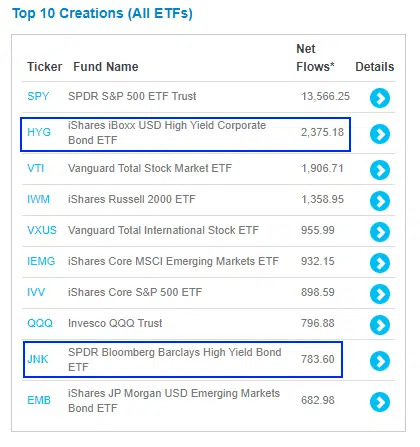 Top 10 Creations (All ETFs)
Net
Ticker Fund Name Flows* Details
SPY SPDR S&P 500 ETF Trust 13,566.25
iShares iBoxx USD High Yield Corporate
HYG 2,375.18
Bond ETF
VTI Vanguard Total Stock Market ETF 1,906.71
IWM iShares Russell 2000 ETF 1,358.95
VXUS Vanguard Total International Stock ETF 955.99
IEMG iShares Core MSCI Emerging Markets ETF 932.15
IVV iShares Core S&P 500 ETF 898.59
QQQ Invesco QQQ Trust 796.88
SPDR Bloomberg Barclays High Yield Bond
JNK 783.60
ETF
iShares JP Morgan USD Emerging Markets
EMB 682.98
Bond ETF